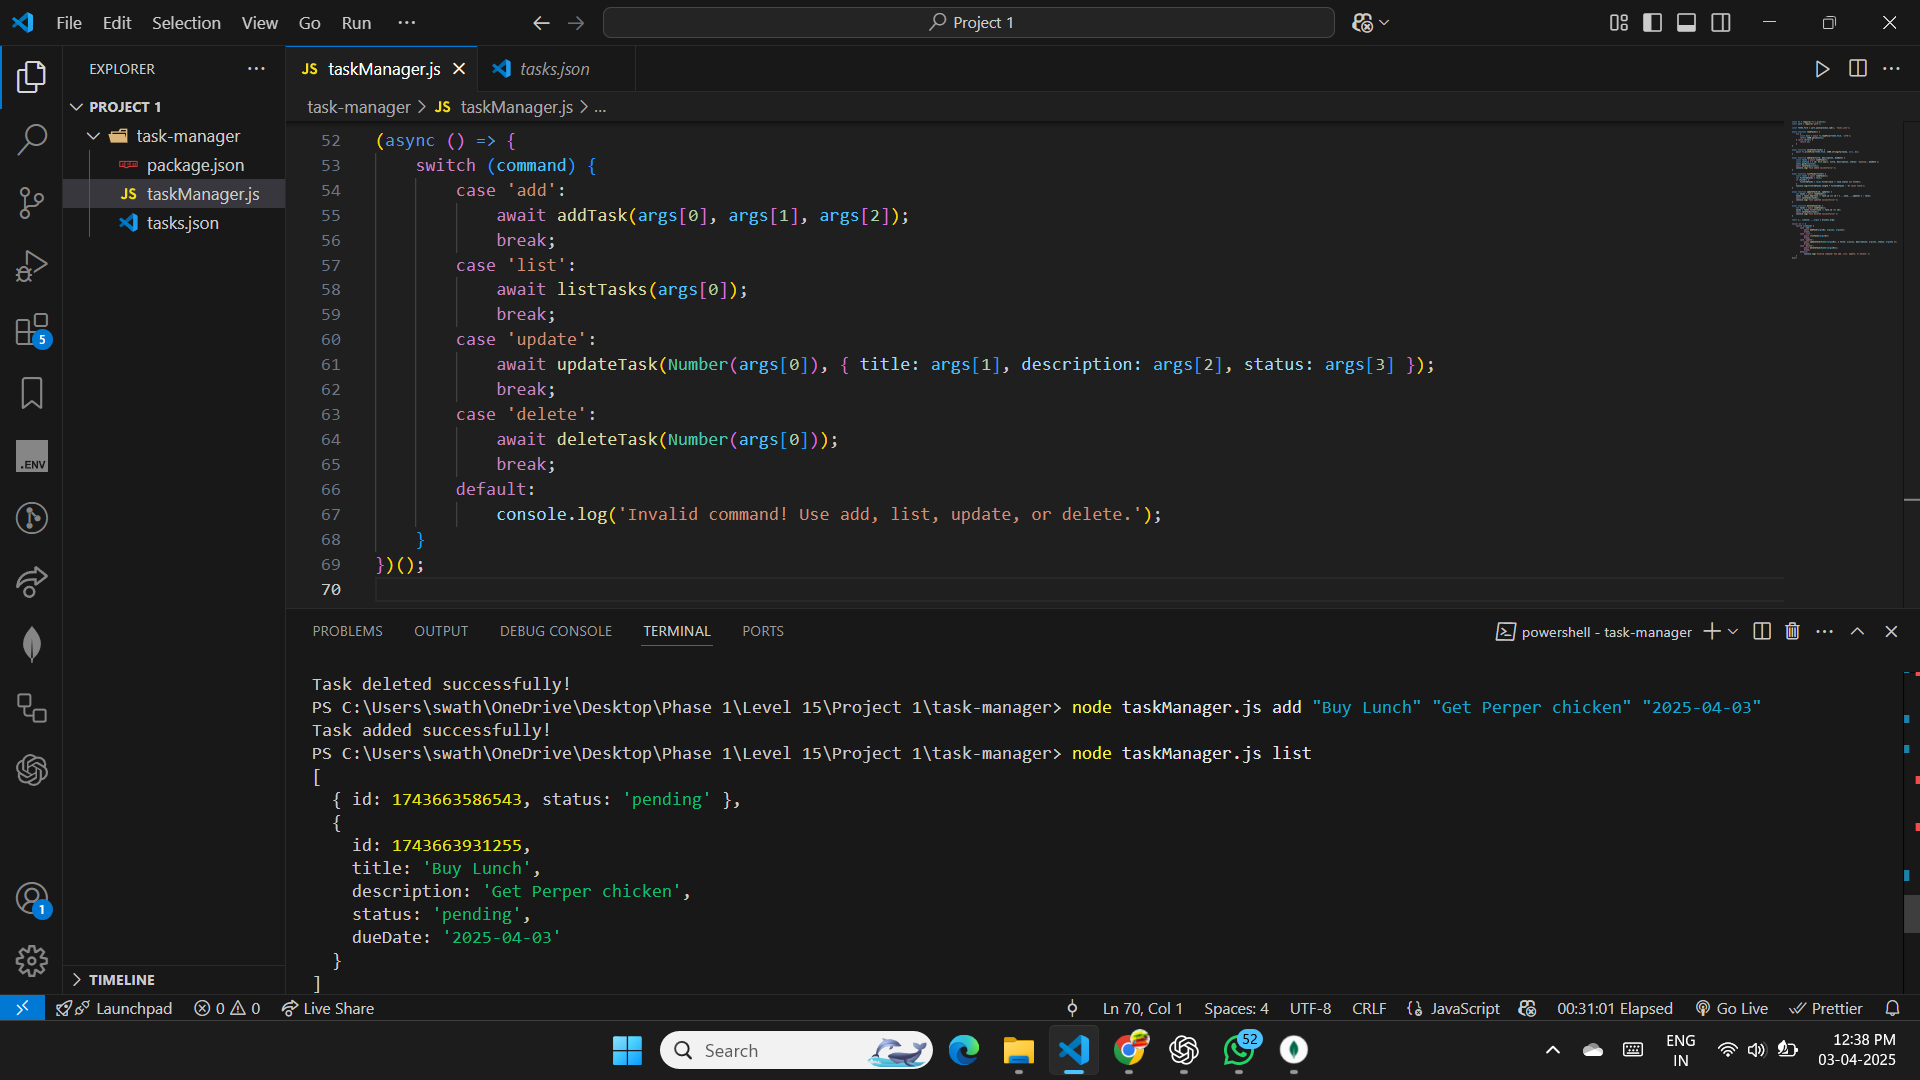 File Edit Selection View Go Run ···
Project 1
EXPLORER ···
taskManager.js
tasks.json
PROJECT 1
task-manager
package.json
JS taskManager.js
tasks.json
task-manager > JS taskManager.js > ...
52 (async () => {
53 switch (command) {
54 case 'add':
55 await addTask(args[0], args[1], args[2]);
56 break;
57 case 'list':
58 await listTasks(args[0]);
59 break;
60 case 'update':
61 await updateTask(Number(args[0]), { title: args[1], description: args[2], status: args[3] });
62 break;
63 case 'delete':
64 await deleteTask(Number(args[0]));
65 break;
66 default:
67 console.log('Invalid command! Use add, list, update, or delete.');
68 }
69 })();
70
5
.ENV
1
TIMELINE
PROBLEMS OUTPUT DEBUG CONSOLE TERMINAL PORTS
powershell - task-manager
Task deleted successfully!
PS C:\Users\swath\OneDrive\Desktop\Phase 1\Level 15\Project 1\task-manager> node taskManager.js add "Buy Lunch" "Get Perper chicken" "2025-04-03"
Task added successfully!
PS C:\Users\swath\OneDrive\Desktop\Phase 1\Level 15\Project 1\task-manager> node taskManager.js list
[
{ id: 1743663586543, status: 'pending' },
{
id: 1743663931255,
title: 'Buy Lunch',
description: 'Get Perper chicken',
status: 'pending',
dueDate: '2025-04-03'
}
]
Launchpad 0 0 Live Share
Ln 70, Col 1 Spaces: 4 UTF-8 CRLF {} JavaScript 00:31:01 Elapsed Go Live Prettier
Search
52
ENG
IN
12:38 PM
03-04-2025